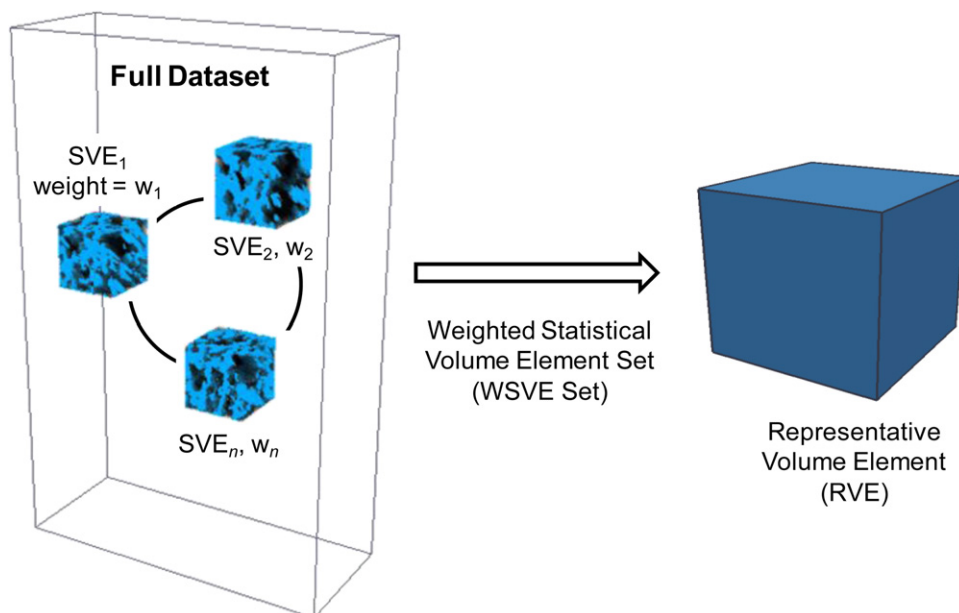 Full Dataset
SVE₁
weight = w₁
SVE₂, w₂
SVEₙ, wₙ
Weighted Statistical
Volume Element Set
(WSVE Set)
Representative
Volume Element
(RVE)